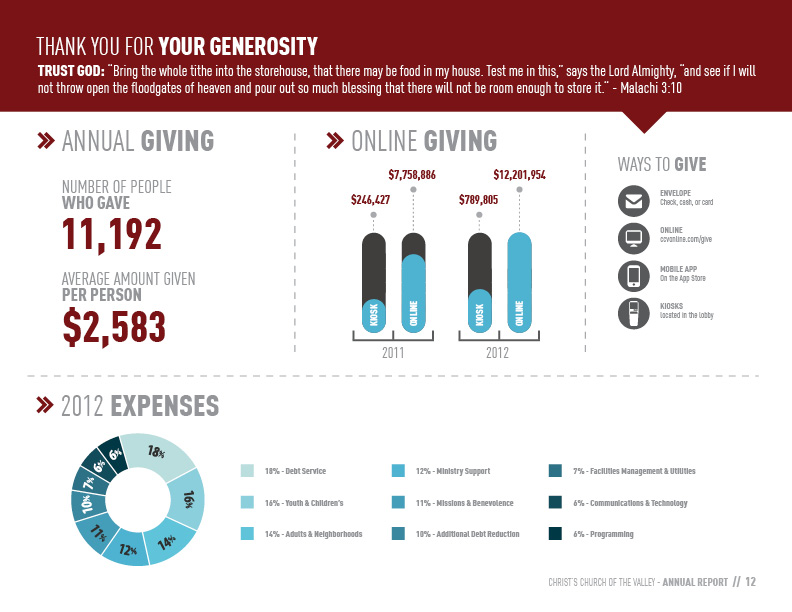 THANK YOU FOR YOUR GENEROSITY
TRUST GOD: "Bring the whole tithe into the storehouse, that there may be food in my house. Test me in this," says the Lord Almighty, "and see if I will
not throw open the floodgates of heaven and pour out so much blessing that there will not be room enough to store it." - Malachi 3:10
ANNUAL GIVING
NUMBER OF PEOPLE
WHO GAVE
11,192
AVERAGE AMOUNT GIVEN
PER PERSON
$2,583
ONLINE GIVING
$246,427
$7,758,886
$789,805
$12,201,954
KIOSK
ONLINE
KIOSK
ONLINE
2011
2012
WAYS TO GIVE
ENVELOPE
Check, cash, or card
ONLINE
ccvonline.com/give
MOBILE APP
On the App Store
KIOSKS
located in the lobby
2012 EXPENSES
18%
16%
14%
12%
11%
10%
7%
6%
6%
18% - Debt Service
16% - Youth & Children's
14% - Adults & Neighborhoods
12% - Ministry Support
11% - Missions & Benevolence
10% - Additional Debt Reduction
7% - Facilities Management & Utilities
6% - Communications & Technology
6% - Programming
CHRIST'S CHURCH OF THE VALLEY - ANNUAL REPORT // 12